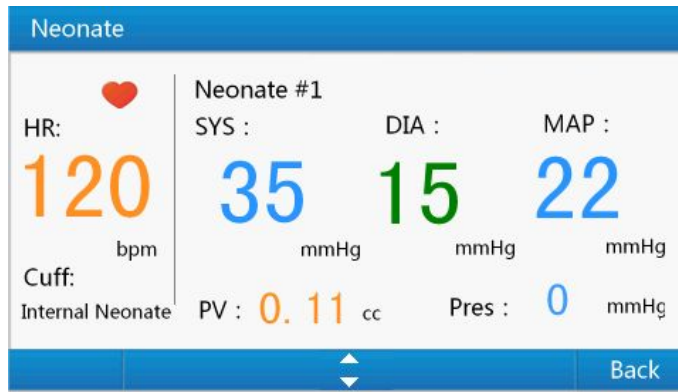 Neonate
Neonate #1
HR:
SYS : DIA : MAP :
120 35 15 22
bpm mmHg mmHg mmHg
Cuff:
Internal Neonate PV : 0.11 cc Pres : 0 mmHg
Back